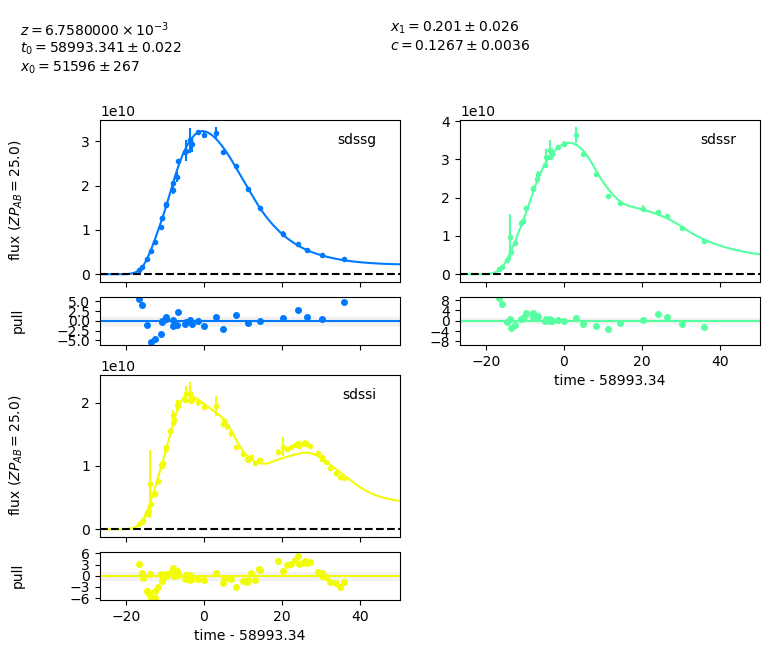 z = 6.7580000 × 10⁻³
t₀ = 58993.341 ± 0.022
x₀ = 51596 ± 267
x₁ = 0.201 ± 0.026
c = 0.1267 ± 0.0036
1e10
sdssg
flux (ZP_AB = 25.0)
3
2
1
0
5.0
2.5
0.0
−2.5
−5.0
pull
1e10
sdssr
4
3
2
1
0
8
4
0
−4
−8
−20 0 20 40
time - 58993.34
1e10
sdssi
flux (ZP_AB = 25.0)
2
1
0
6
3
0
−3
−6
pull
−20 0 20 40
time - 58993.34